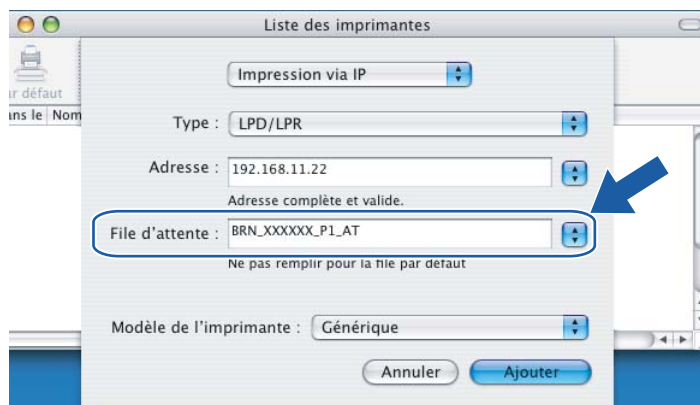 Liste des imprimantes
Impression via IP
r défaut
ans le Nom
Type : LPD/LPR
Adresse : 192.168.11.22
Adresse complète et valide.
File d'attente : BRN_XXXXXX_P1_AT
Ne pas remplir pour la file par défaut
Modèle de l'imprimante : Générique
Annuler Ajouter